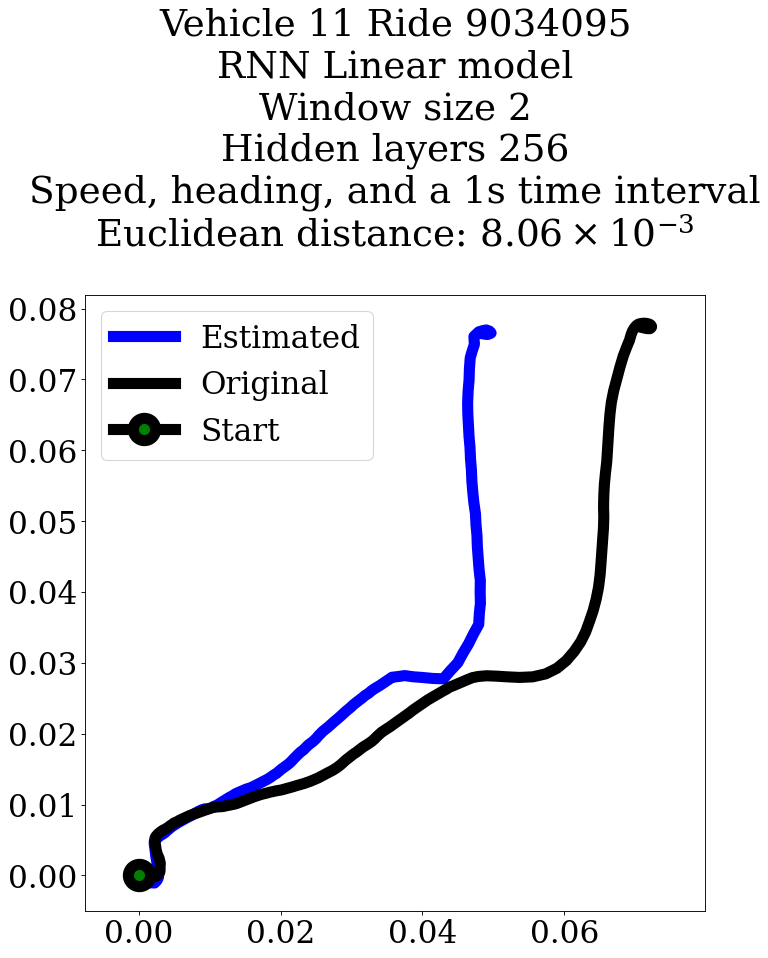 Vehicle 11 Ride 9034095
RNN Linear model
Window size 2
Hidden layers 256
Speed, heading, and a 1s time interval
Euclidean distance: 8.06 × 10⁻³
Estimated
Original
Start
0.08
0.07
0.06
0.05
0.04
0.03
0.02
0.01
0.00
0.00 0.02 0.04 0.06